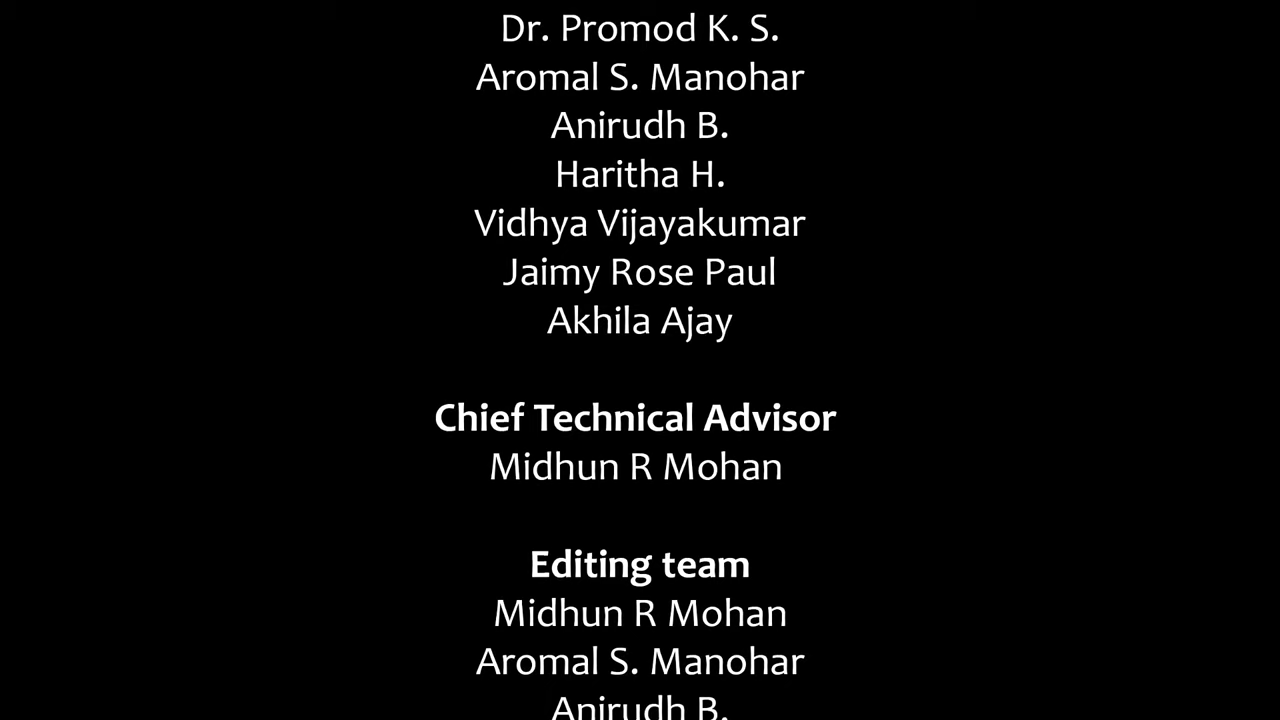 Dr. Promod K. S.
Aromal S. Manohar
Anirudh B.
Haritha H.
Vidhya Vijayakumar
Jaimy Rose Paul
Akhila Ajay
Chief Technical Advisor
Midhun R Mohan
Editing team
Midhun R Mohan
Aromal S. Manohar
Anirudh B.